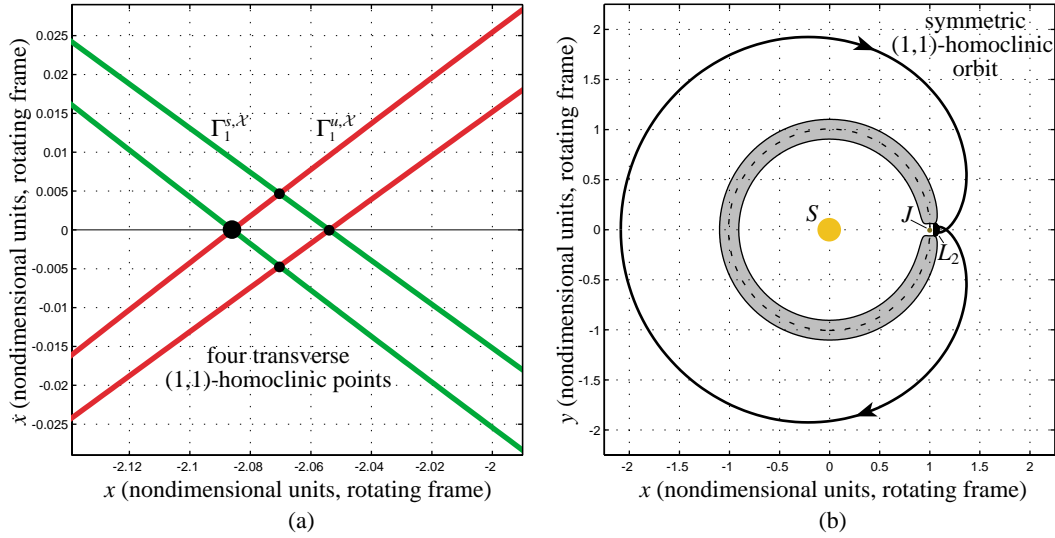 0.025
0.02
0.015
0.01
0.005
0
-0.005
-0.01
-0.015
-0.02
-0.025
ẋ (nondimensional units, rotating frame)
Γ₁^{s,𝒳}
Γ₁^{u,𝒳}
four transverse
(1,1)-homoclinic points
-2.12
-2.1
-2.08
-2.06
-2.04
-2.02
-2
x (nondimensional units, rotating frame)
(a)
2
1.5
1
0.5
0
-0.5
-1
-1.5
-2
y (nondimensional units, rotating frame)
symmetric
(1,1)-homoclinic
orbit
S
J
L₂
-2
-1.5
-1
-0.5
0
0.5
1
1.5
2
x (nondimensional units, rotating frame)
(b)